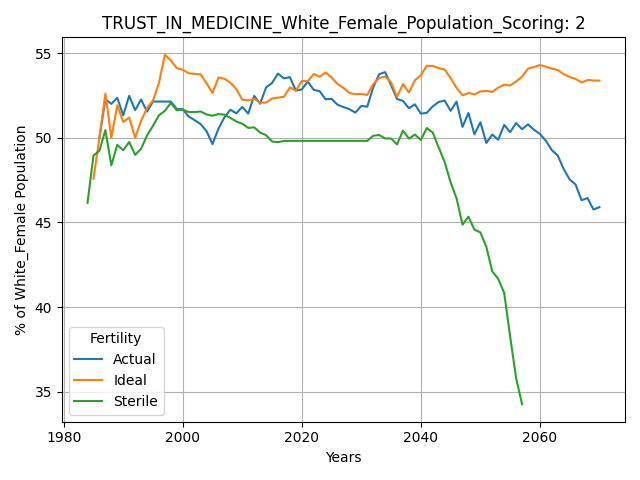 TRUST_IN_MEDICINE_White_Female_Population_Scoring: 2
% of White_Female Population
55
50
45
40
35
Fertility
Actual
Ideal
Sterile
1980
2000
2020
2040
2060
Years